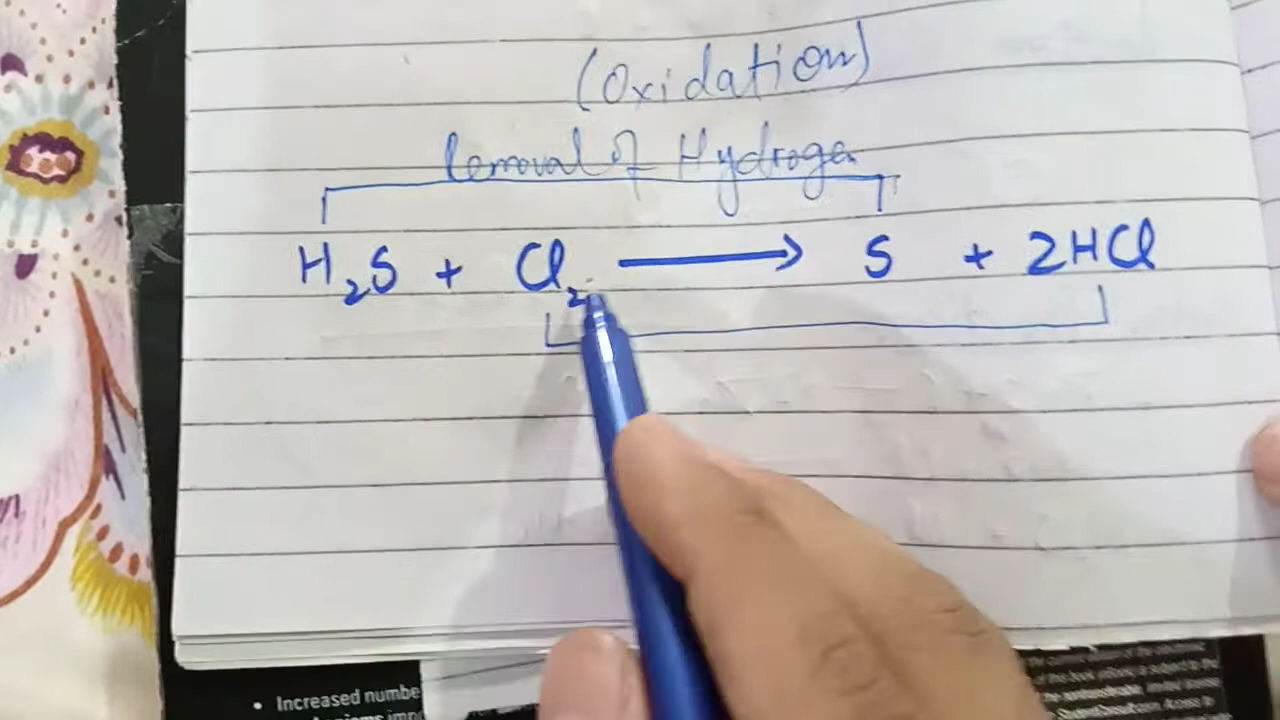 (Oxidation)
Removal of Hydrogen
H₂S + Cl₂ ⟶ S + 2HCl
• Increased numbe